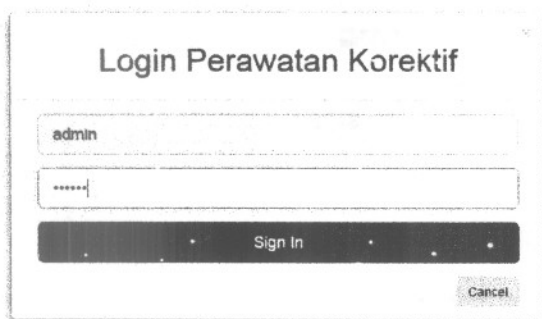 Login Perawatan Korektif
admin
••••••
Sign In
Cancel